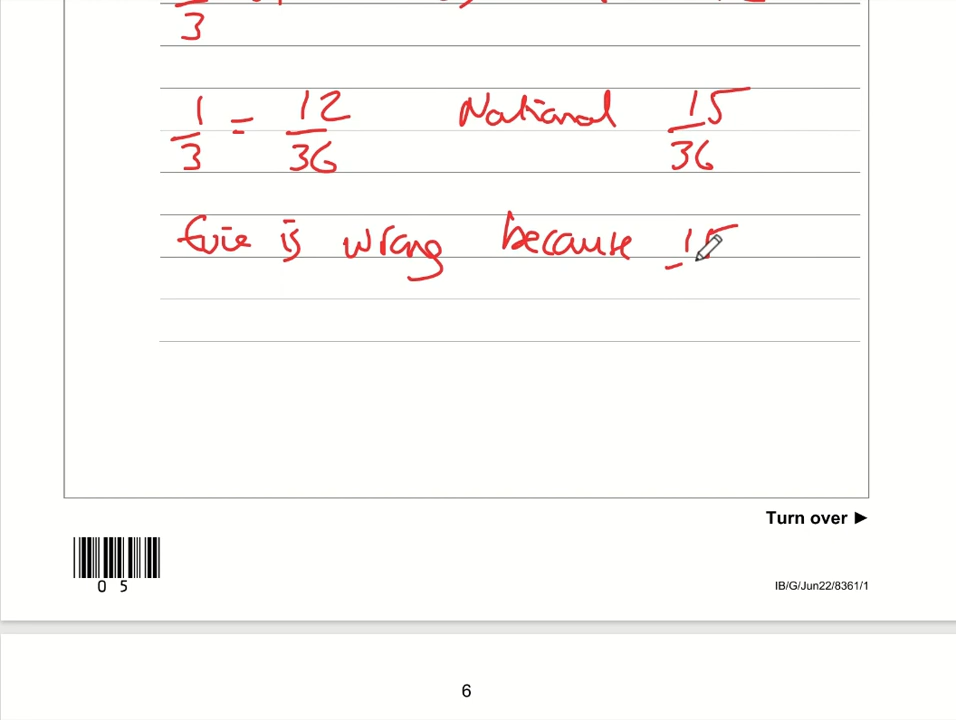 3
1/3 = 12/36 National 15/36
Evie is wrong because 15
Turn over ►
0 5
IB/G/Jun22/8361/1
6